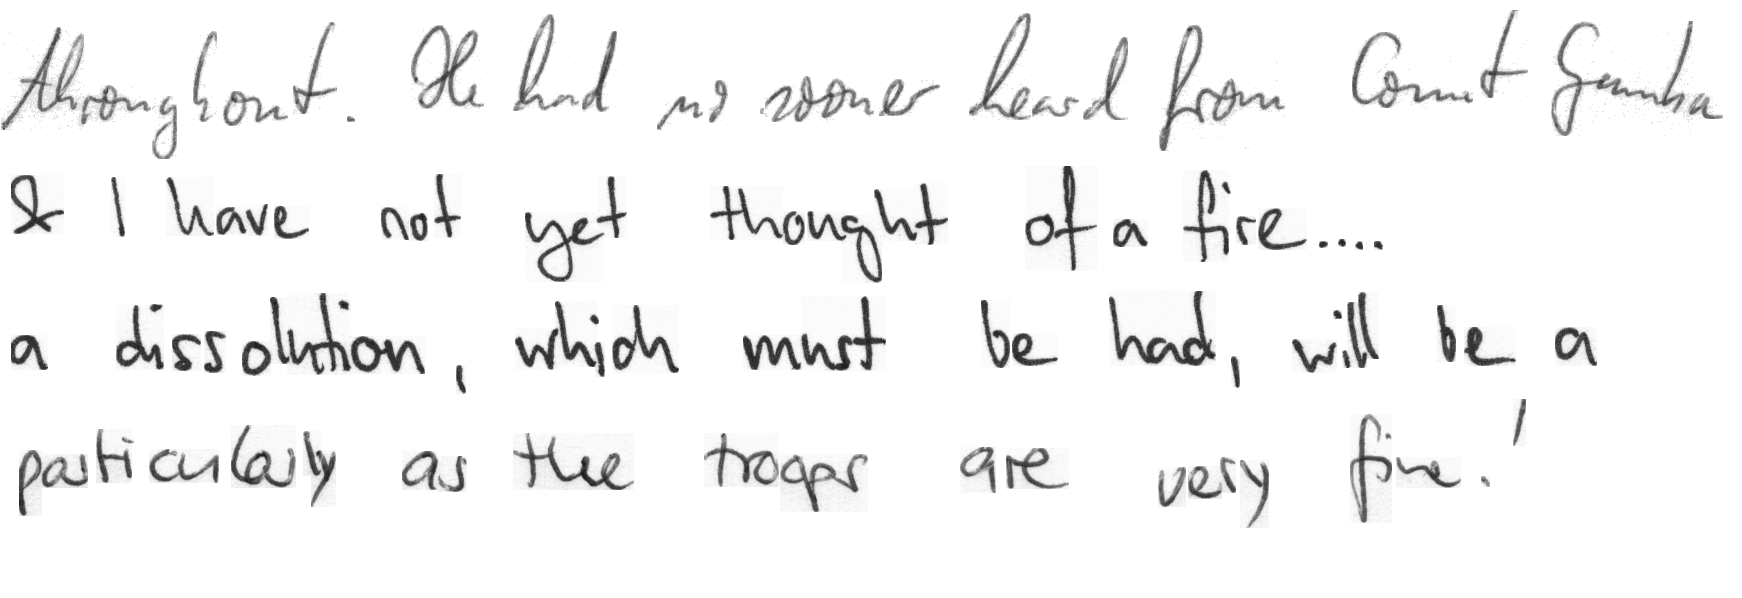 throughout. He had no sooner heard from Count Gamba
& I have not yet thought of a fire....
a dissolution, which must be had, will be a
particularly as the troops are very fine.'